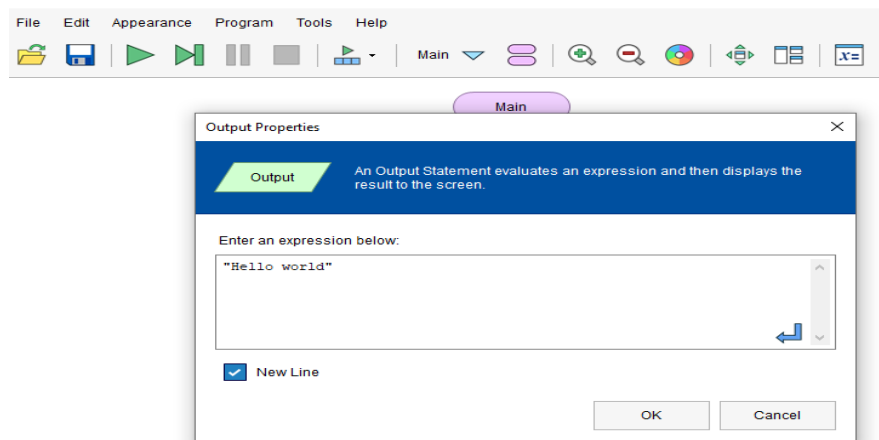 File Edit Appearance Program Tools Help
Main
x=
Main
Output Properties
Output
An Output Statement evaluates an expression and then displays the
result to the screen.
Enter an expression below:
"Hello world"
New Line
OK Cancel